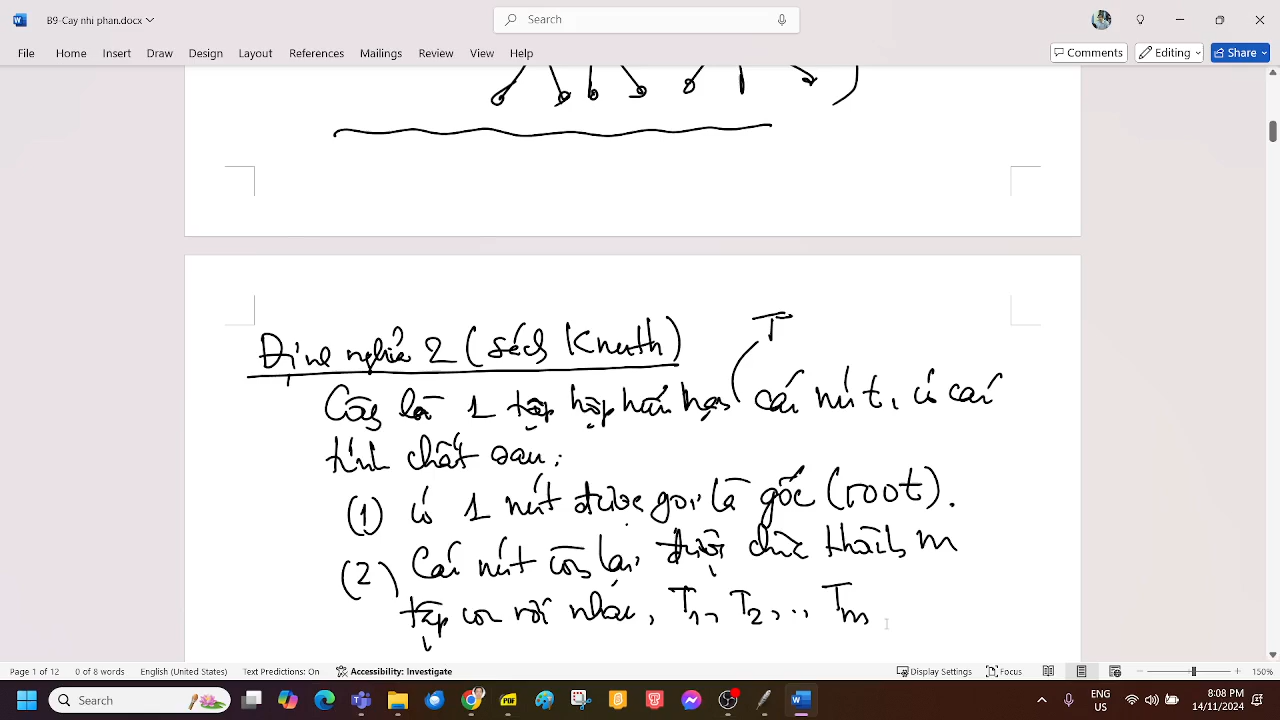 B9-Cay nhi phan.docx
Search
File Home Insert Draw Design Layout References Mailings Review View Help
Comments Editing Share
Định nghĩa 2 (sách Knuth)
T
Cây là 1 tập hợp hữu hạn các nút, có các
tính chất sau:
(1) có 1 nút được gọi là gốc (root).
(2) Các nút còn lại được chia thành m
tập con rời nhau, T1, T2, .. Tm
Page 1 of 12 0 of 8 words English (United States) Accessibility: Investigate Display Settings Focus 150%
Search PDF ENG US 8:08 PM 14/11/2024